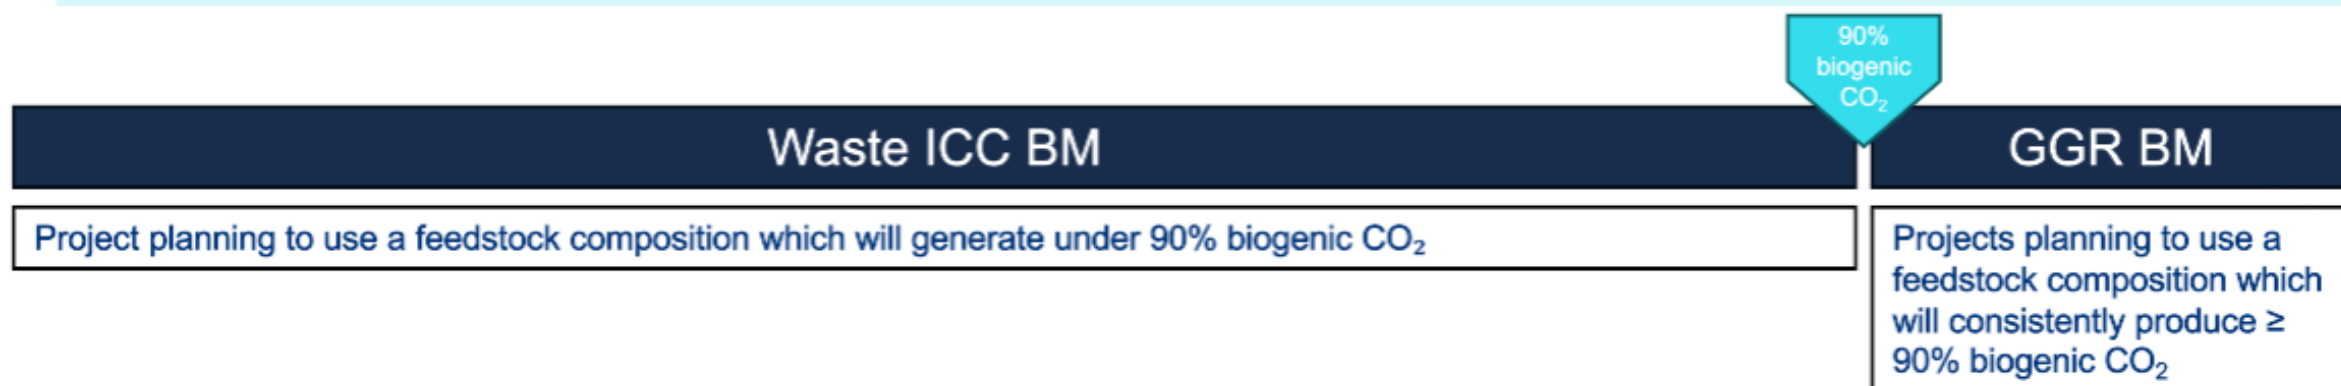 90%
biogenic
CO₂
Waste ICC BM
GGR BM
Project planning to use a feedstock composition which will generate under 90% biogenic CO₂
Projects planning to use a
feedstock composition which
will consistently produce ≥
90% biogenic CO₂